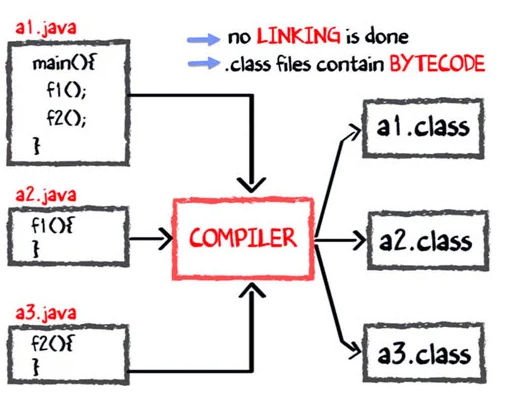 a1.java
main(){
f1();
f2();
}
no LINKING is done
.class files contain BYTECODE
a2.java
f1(){
}
a3.java
f2(){
}
COMPILER
a1.class
a2.class
a3.class